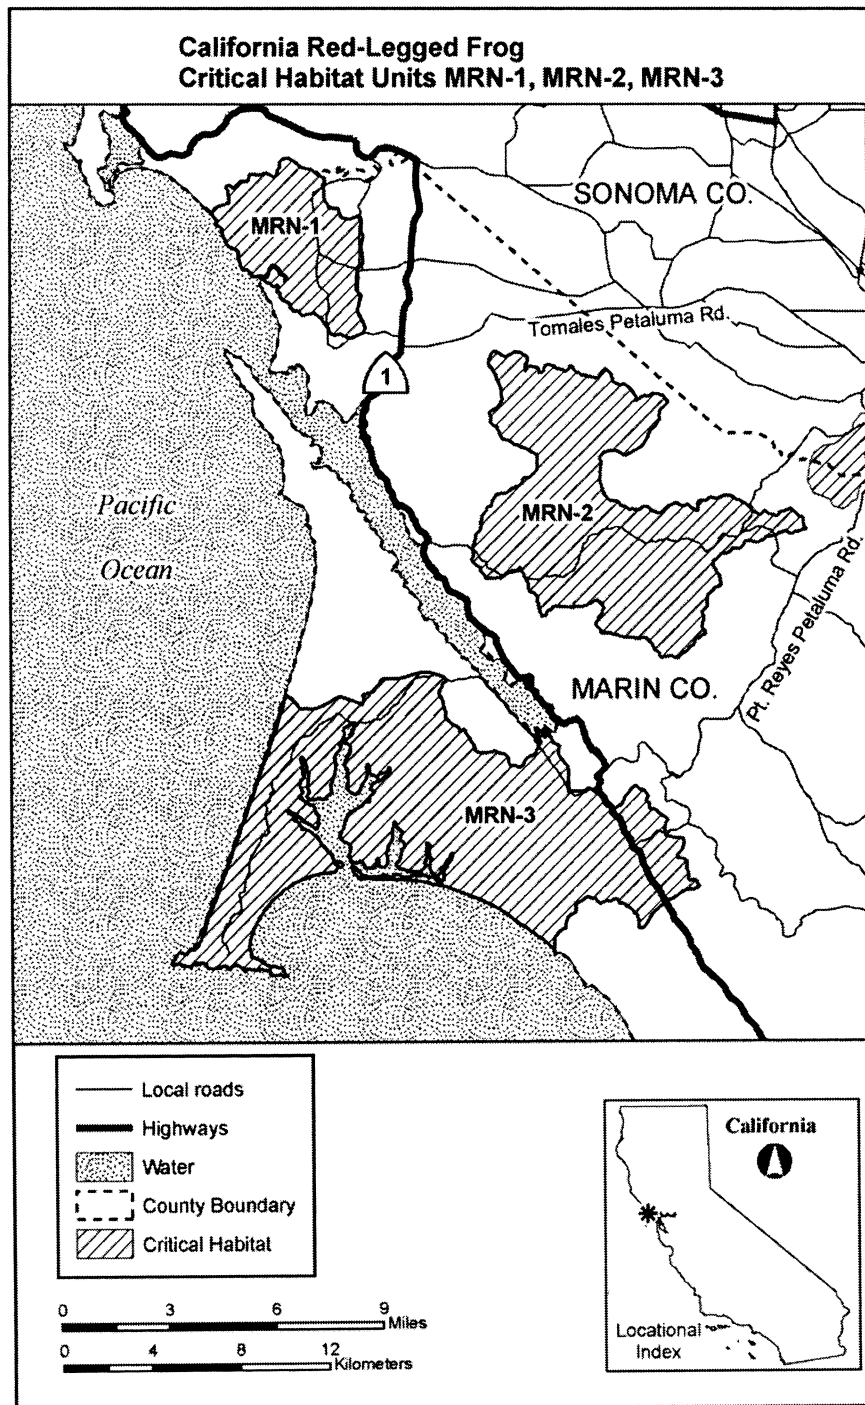 California Red-Legged Frog
Critical Habitat Units MRN-1, MRN-2, MRN-3
SONOMA CO.
MRN-1
Tomales Petaluma Rd.
1
Pacific
Ocean
MRN-2
Pt. Reyes Petaluma Rd.
MARIN CO.
MRN-3
Local roads
Highways
Water
County Boundary
Critical Habitat
0 3 6 9 Miles
0 4 8 12 Kilometers
California
Locational
Index